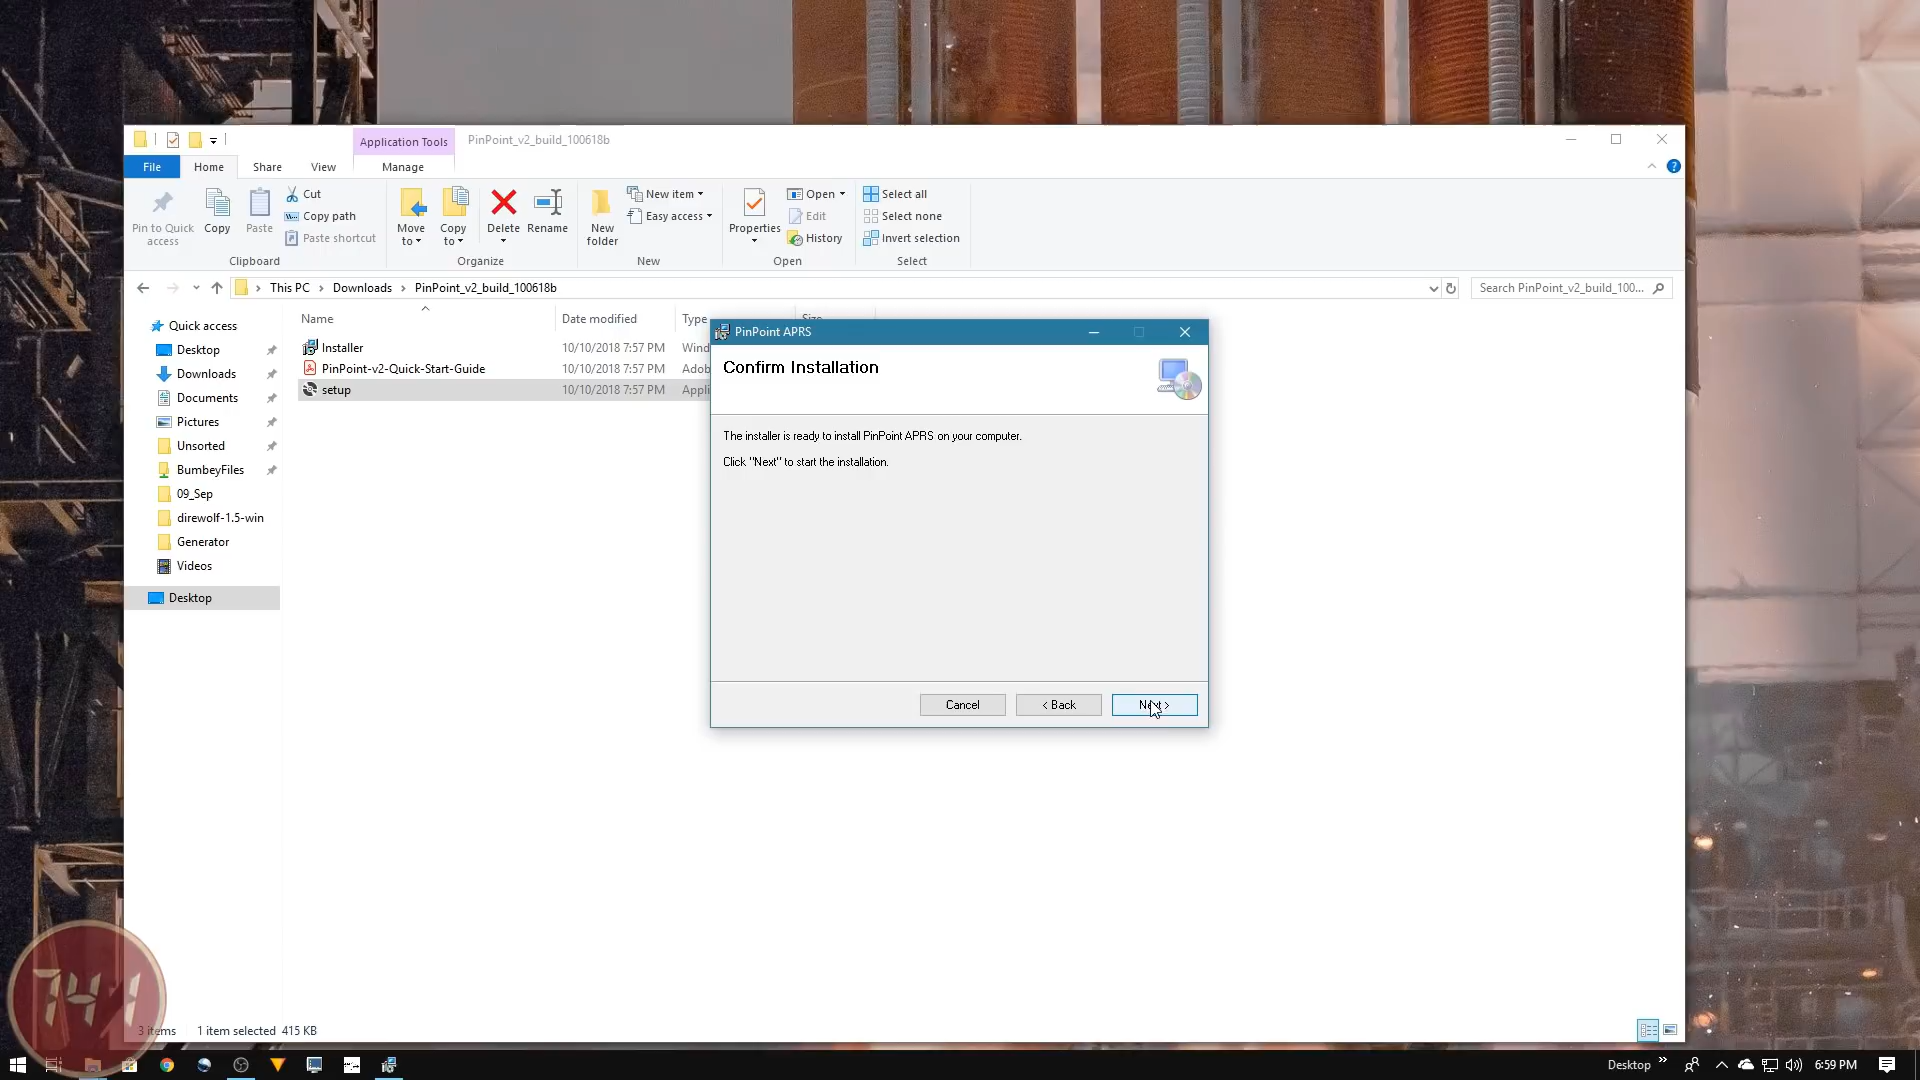 Application Tools
PinPoint_v2_build_100618b
File
Home
Share
View
Manage
Pin to Quick access
Copy
Paste
Cut
Copy path
Paste shortcut
Clipboard
Move to
Copy to
Delete
Rename
Organize
New folder
New item
Easy access
New
Properties
Open
Edit
History
Open
Select all
Select none
Invert selection
Select
This PC
Downloads
PinPoint_v2_build_100618b
Search PinPoint_v2_build_100...
Name
Date modified
Type
Size
Installer
10/10/2018 7:57 PM
Wind
PinPoint-v2-Quick-Start-Guide
10/10/2018 7:57 PM
Adob
setup
10/10/2018 7:57 PM
Appli
Quick access
Desktop
Downloads
Documents
Pictures
Unsorted
BumbeyFiles
09_Sep
direwolf-1.5-win
Generator
Videos
Desktop
PinPoint APRS
Confirm Installation
The installer is ready to install PinPoint APRS on your computer.
Click "Next" to start the installation.
Cancel
< Back
Next >
741
3 items
1 item selected 415 KB
Desktop
6:59 PM